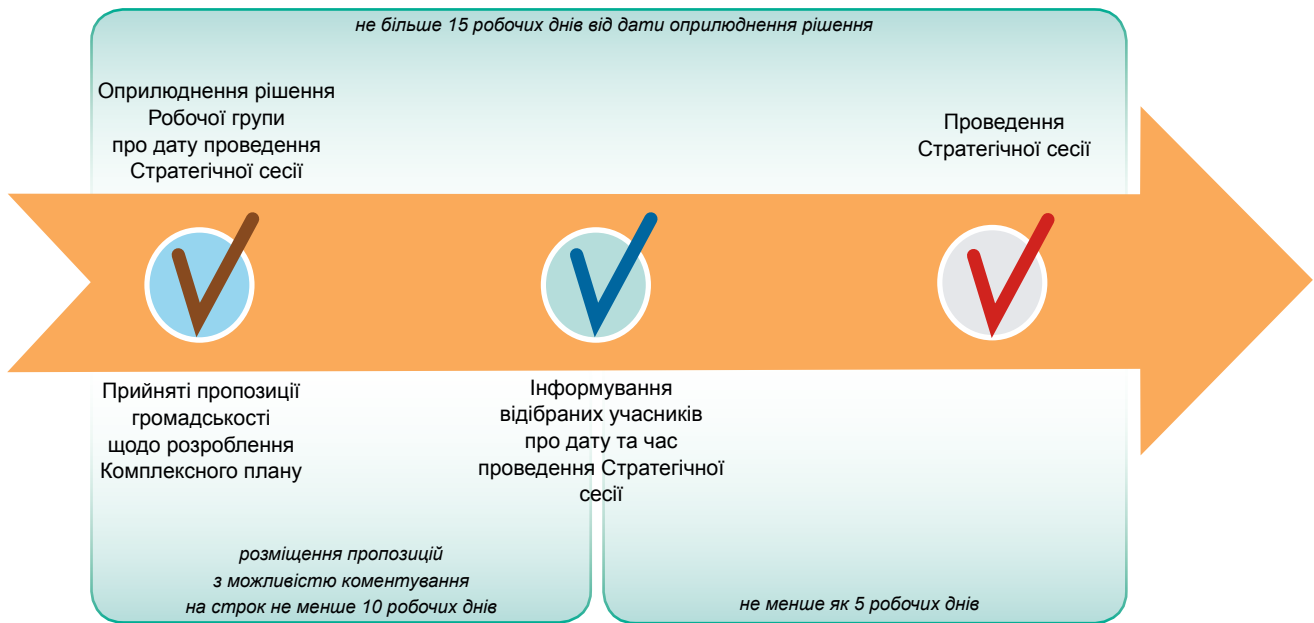 не більше 15 робочих днів від дати оприлюднення рішення
Оприлюднення рішення
Робочої групи
про дату проведення
Стратегічної сесії
Проведення
Стратегічної сесії
Прийняті пропозиції
громадськості
щодо розроблення
Комплексного плану
Інформування
відібраних учасників
про дату та час
проведення Стратегічної
сесії
розміщення пропозицій
з можливістю коментування
на строк не менше 10 робочих днів
не менше як 5 робочих днів